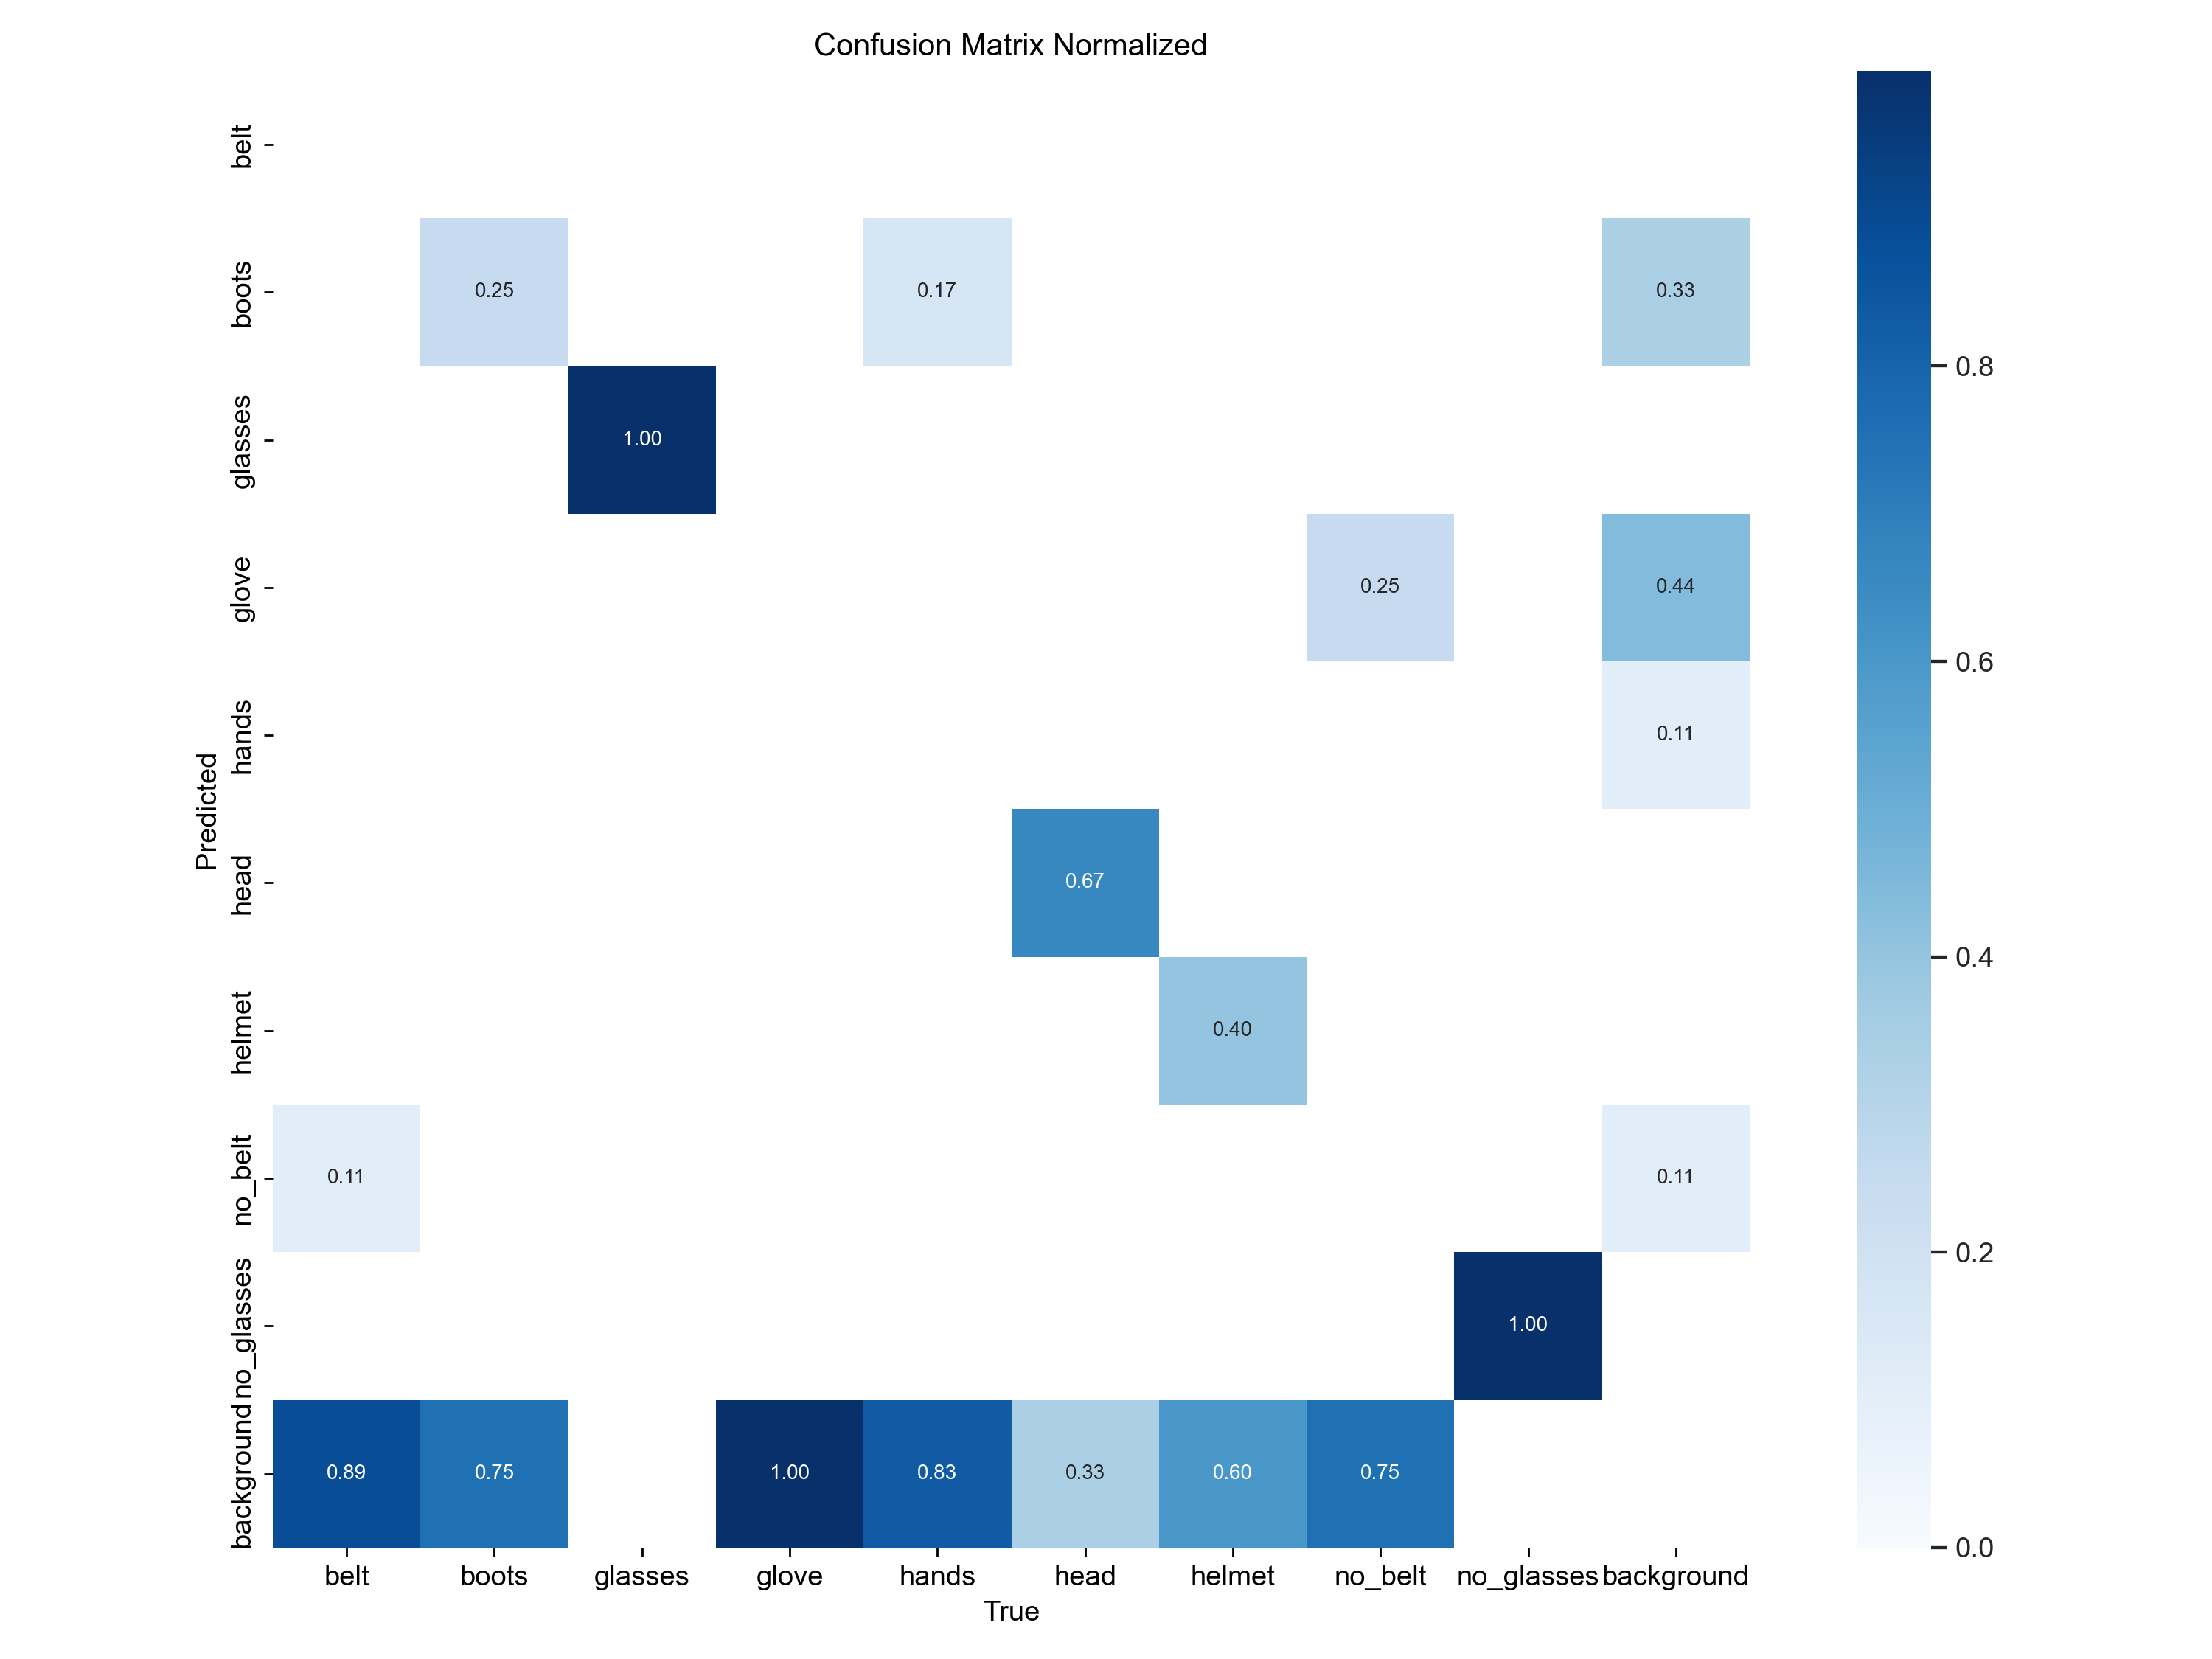 Confusion Matrix Normalized
belt
boots
0.25 0.17 0.33
glasses
1.00
glove
0.25 0.44
hands
0.11
head
0.67
helmet
0.40
no_belt
0.11 0.11
no_glasses
1.00
background
0.89 0.75 1.00 0.83 0.33 0.60 0.75
Predicted
belt boots glasses glove hands head helmet no_belt no_glasses background
True
0.8
0.6
0.4
0.2
0.0